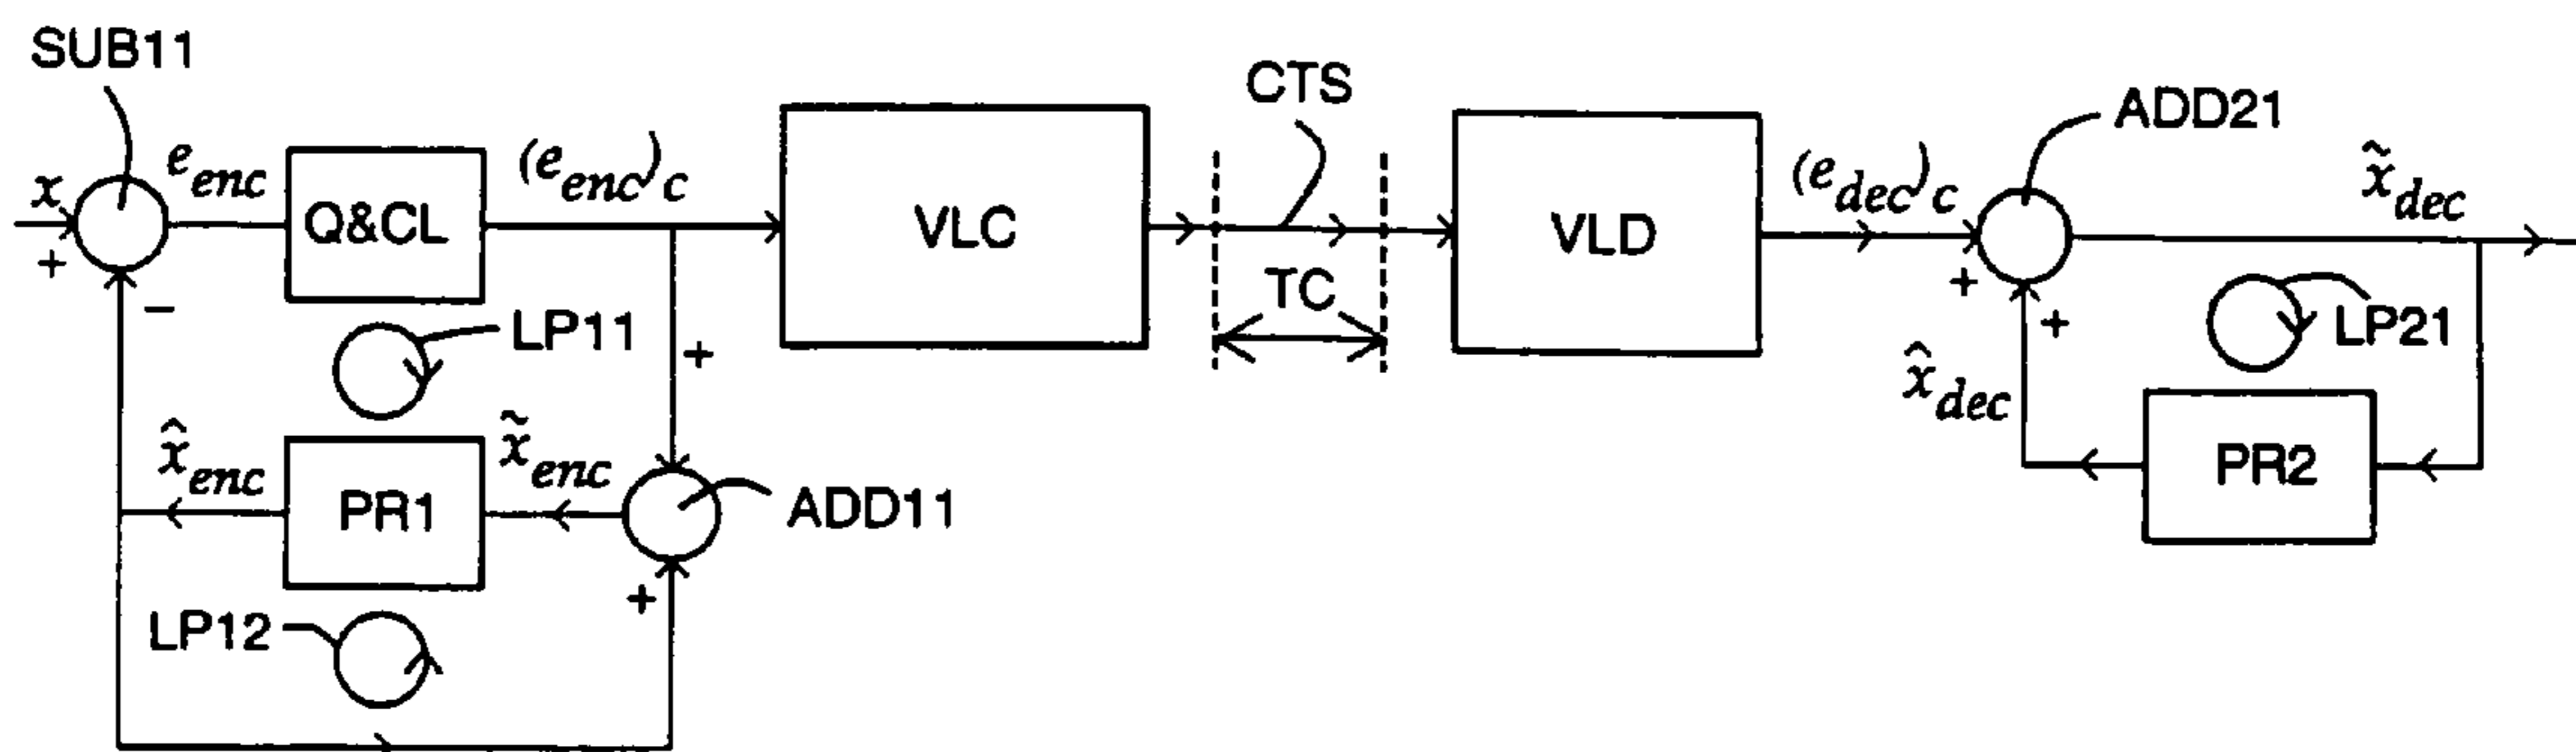 SUB11
CTS
ADD21
x
e_enc
(e_enc)_c
(e_dec)_c
x̃_dec
Q&CL
VLC
VLD
+
−
TC
+
+
LP11
+
LP21
x̂_dec
x̂_enc
PR1
x̃_enc
ADD11
PR2
+
LP12